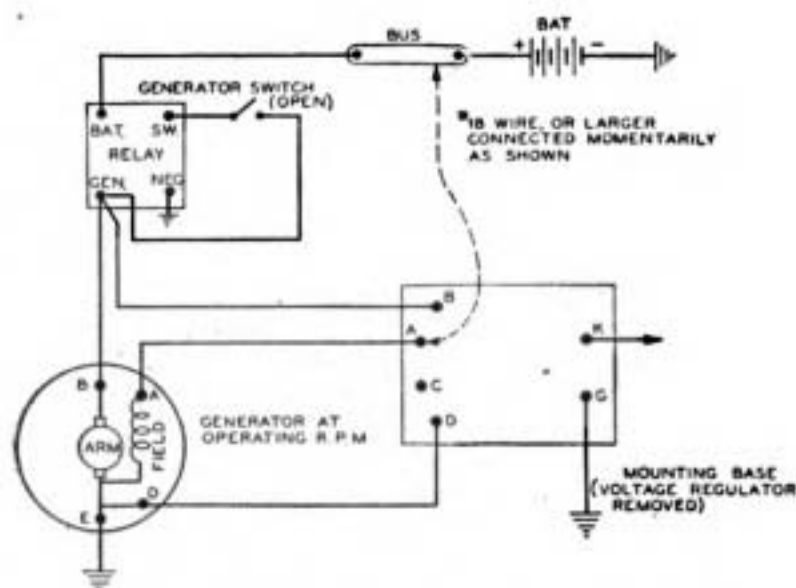 BUS
BAT
+
-
GENERATOR SWITCH
(OPEN)
BAT. SW.
RELAY
GEN. NEG
18 WIRE, OR LARGER
CONNECTED MOMENTARILY
AS SHOWN
B
A
K
C
G
D
B
A
ARM
FIELD
D
E
GENERATOR AT
OPERATING R.P.M
MOUNTING BASE
(VOLTAGE REGULATOR
REMOVED)